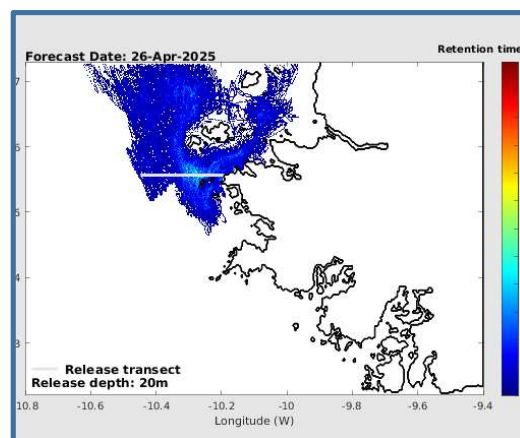 Retention time
Forecast Date: 26-Apr-2025
7
6
5
4
3
Release transect
Release depth: 20m
10.8 -10.6 -10.4 -10.2 -10 -9.8 -9.6 -9.4
Longitude (W)